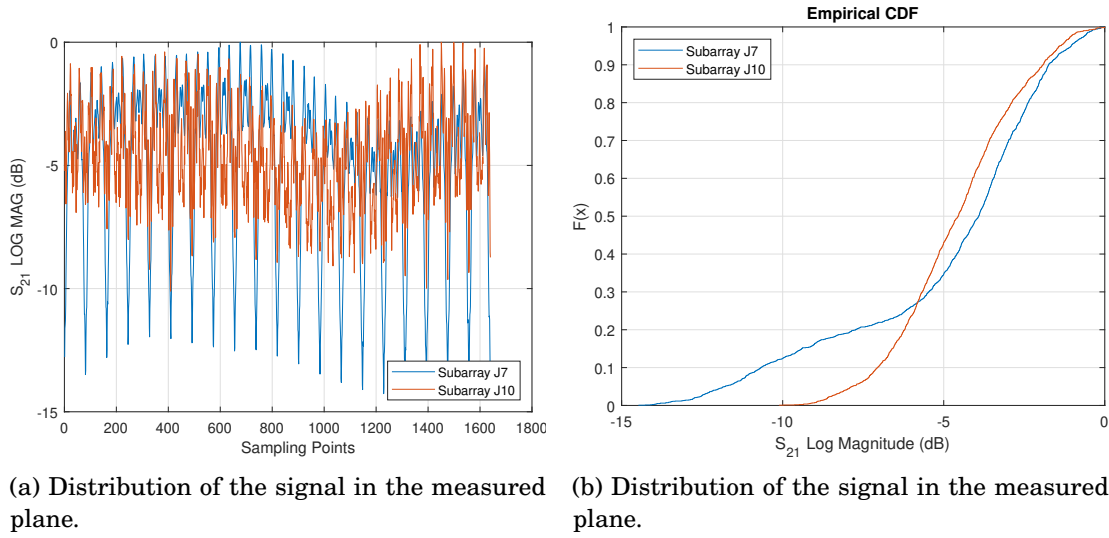 0
-5
-10
-15
S21 LOG MAG (dB)
0 200 400 600 800 1000 1200 1400 1600 1800
Sampling Points
Subarray J7
Subarray J10
(a) Distribution of the signal in the measured
plane.
Empirical CDF
1
0.9
0.8
0.7
0.6
0.5
0.4
0.3
0.2
0.1
0
F(x)
-15 -10 -5 0
S21 Log Magnitude (dB)
Subarray J7
Subarray J10
(b) Distribution of the signal in the measured
plane.